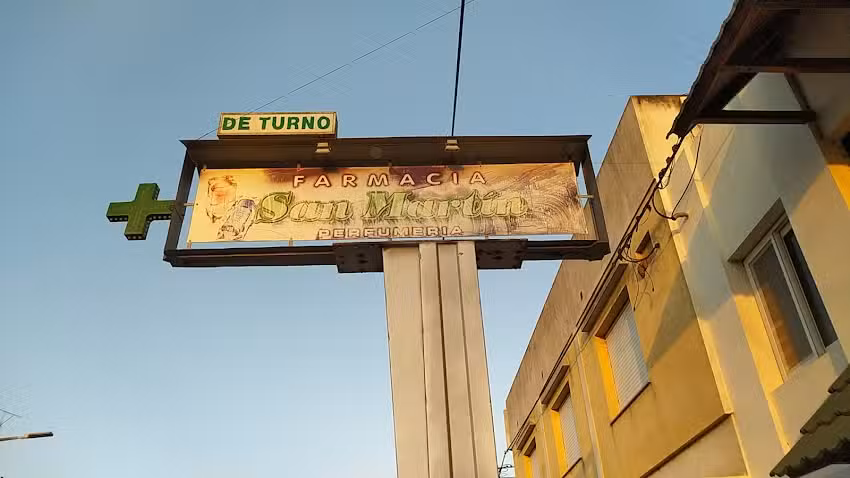 DE TURNO
FARMACIA
San Martín
PERFUMERIA